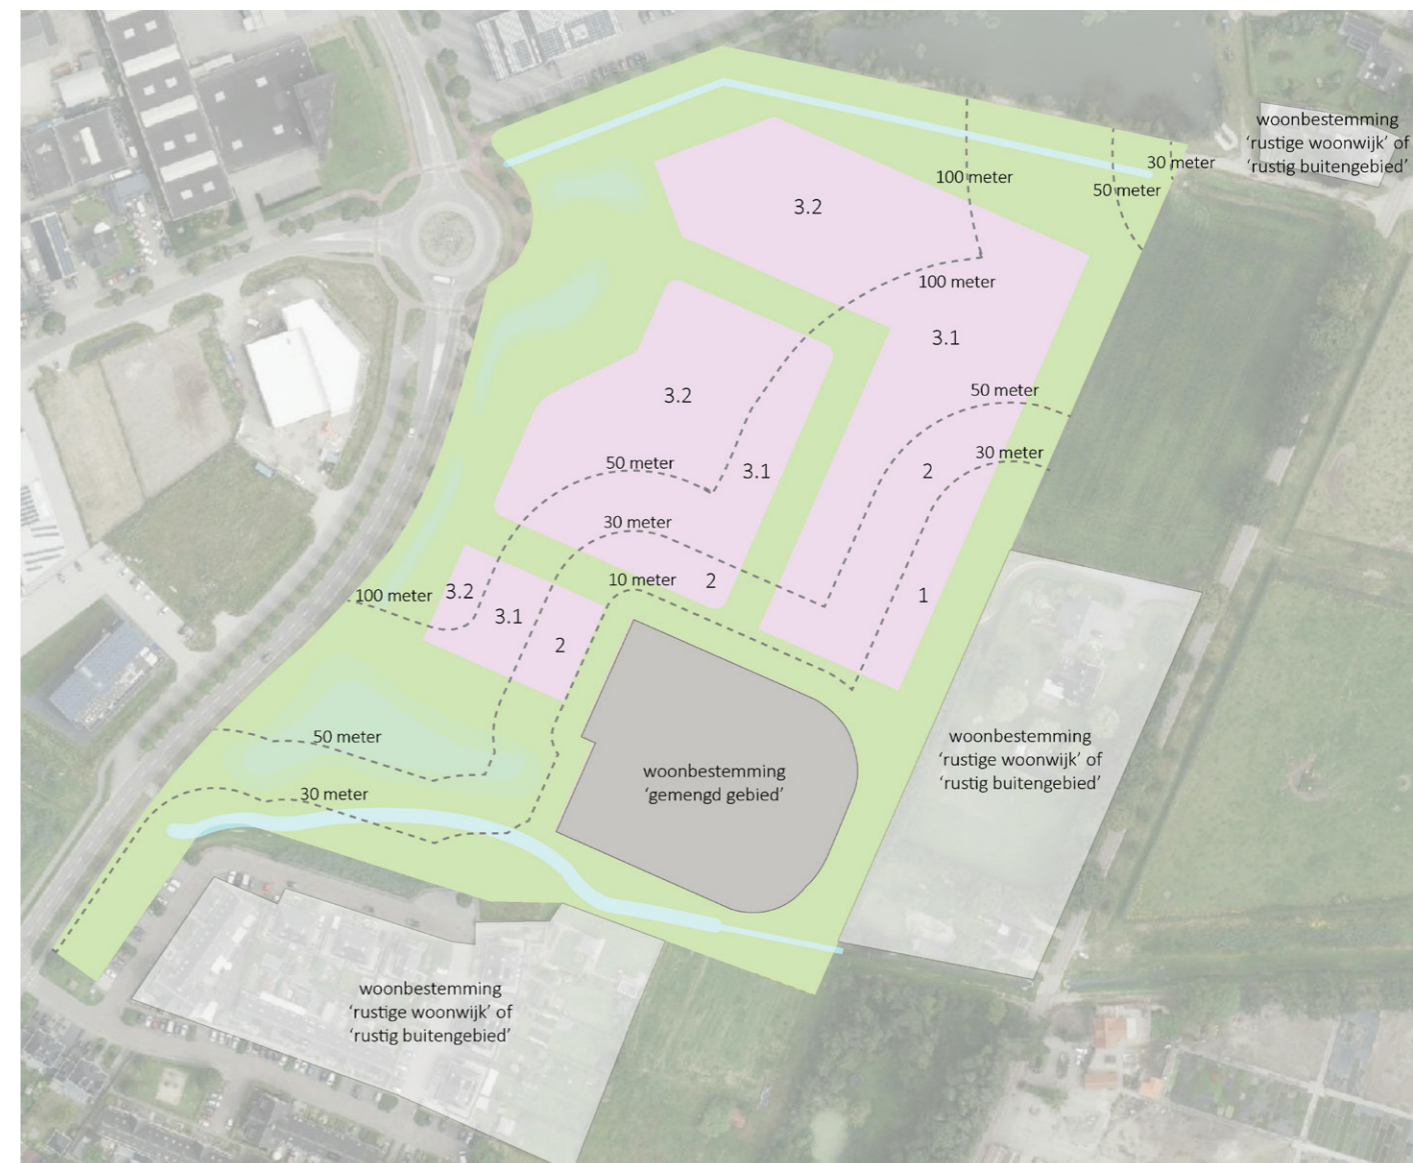 woonbestemming
‘rustige woonwijk’ of
‘rustig buitengebied’
30 meter
50 meter
100 meter
3.2
100 meter
3.1
50 meter
3.2
30 meter
50 meter
3.1
2
30 meter
10 meter
2
1
100 meter
3.2
3.1
2
50 meter
30 meter
woonbestemming
‘gemengd gebied’
woonbestemming
‘rustige woonwijk’ of
‘rustig buitengebied’
woonbestemming
‘rustige woonwijk’ of
‘rustig buitengebied’